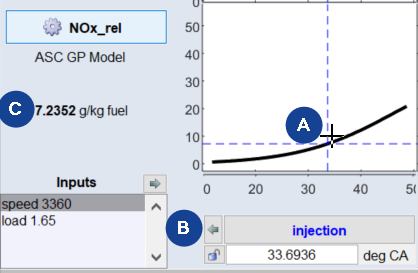 NOx_rel
ASC GP Model
C 7.2352 g/kg fuel
Inputs
speed 3360
load 1.65
50
40
30
20
10
0
A
0 20 30 40
B injection
33.6936 deg CA